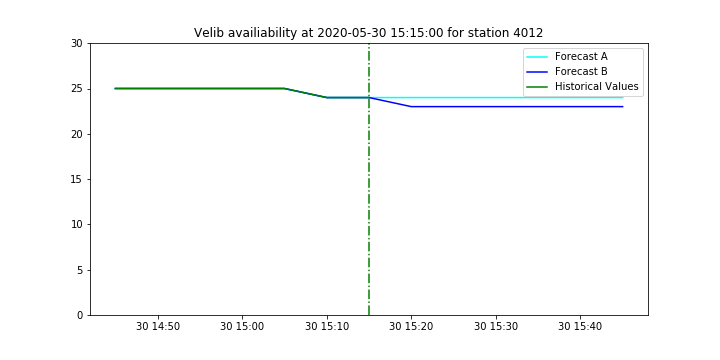 Velib availiability at 2020-05-30 15:15:00 for station 4012
Forecast A
Forecast B
Historical Values
30
25
20
15
10
5
0
30 14:50 30 15:00 30 15:10 30 15:20 30 15:30 30 15:40